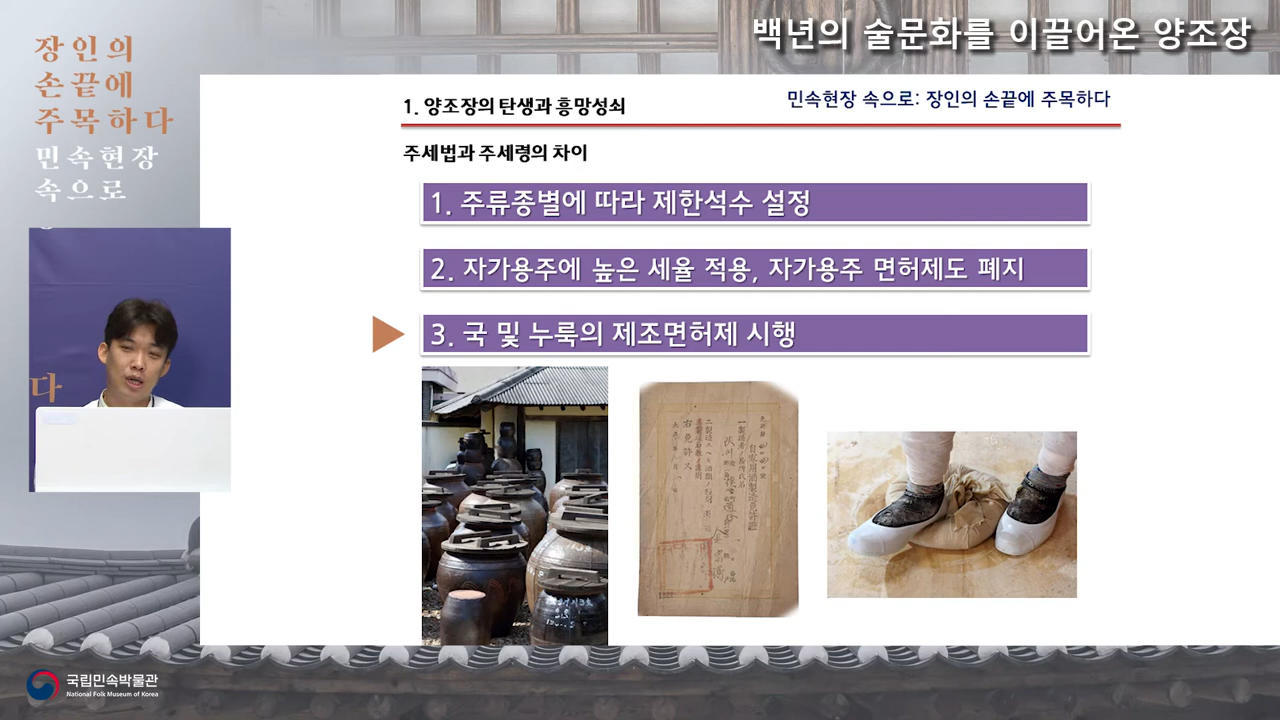 백년의 술문화를 이끌어온 양조장
장인의
손끝에
주목하다
민속현장
속으로
1. 양조장의 탄생과 흥망성쇠
민속현장 속으로: 장인의 손끝에 주목하다
주세법과 주세령의 차이
1. 주류종별에 따라 제한석수 설정
2. 자가용주에 높은 세율 적용, 자가용주 면허제도 폐지
3. 국 및 누룩의 제조면허제 시행
다
국립민속박물관
National Folk Museum of Korea